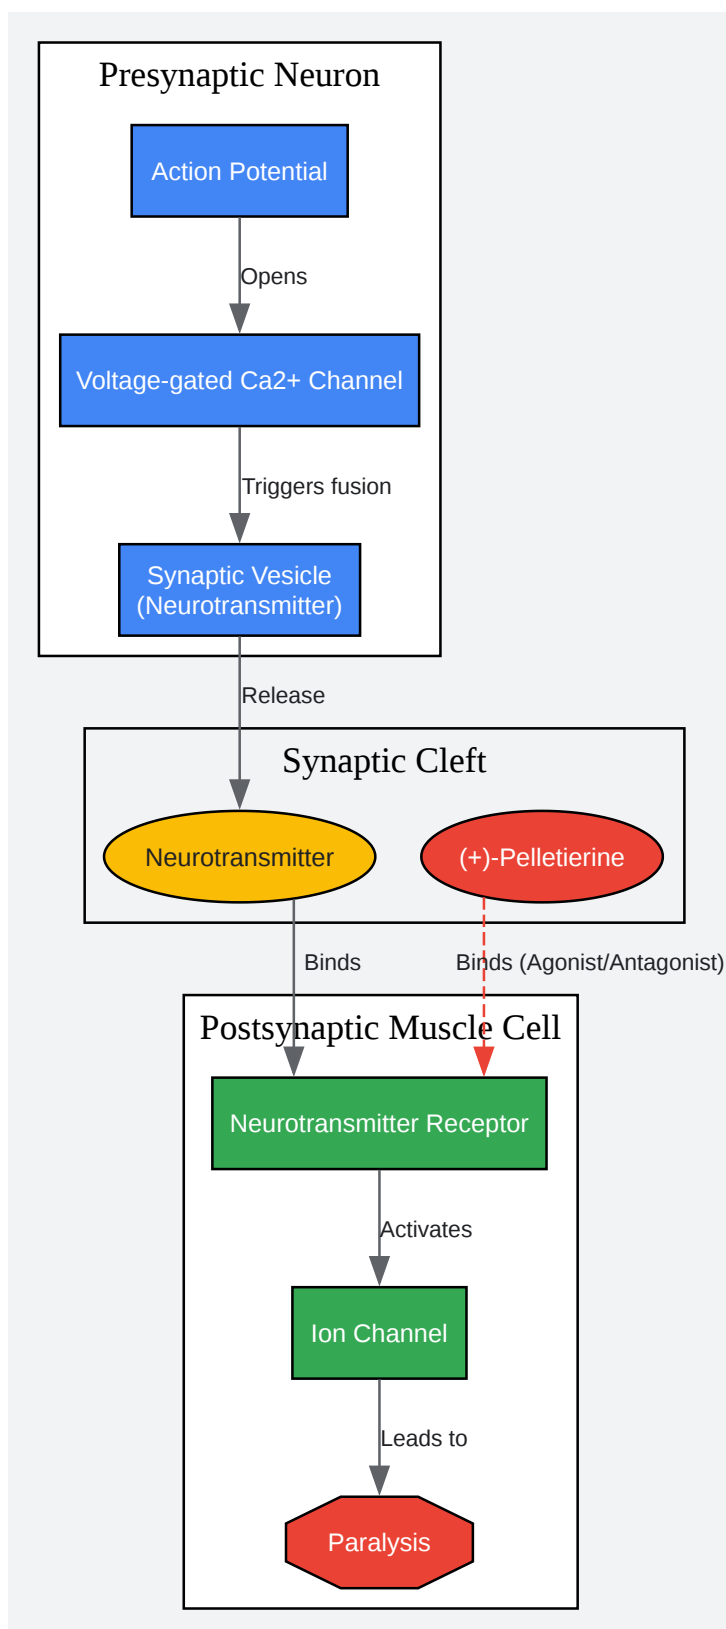 Presynaptic Neuron
Action Potential
Opens
Voltage-gated Ca2+ Channel
Triggers fusion
Synaptic Vesicle
(Neurotransmitter)
Release
Synaptic Cleft
Neurotransmitter
(+)-Pelletierine
Binds
Binds (Agonist/Antagonist)
Postsynaptic Muscle Cell
Neurotransmitter Receptor
Activates
Ion Channel
Leads to
Paralysis